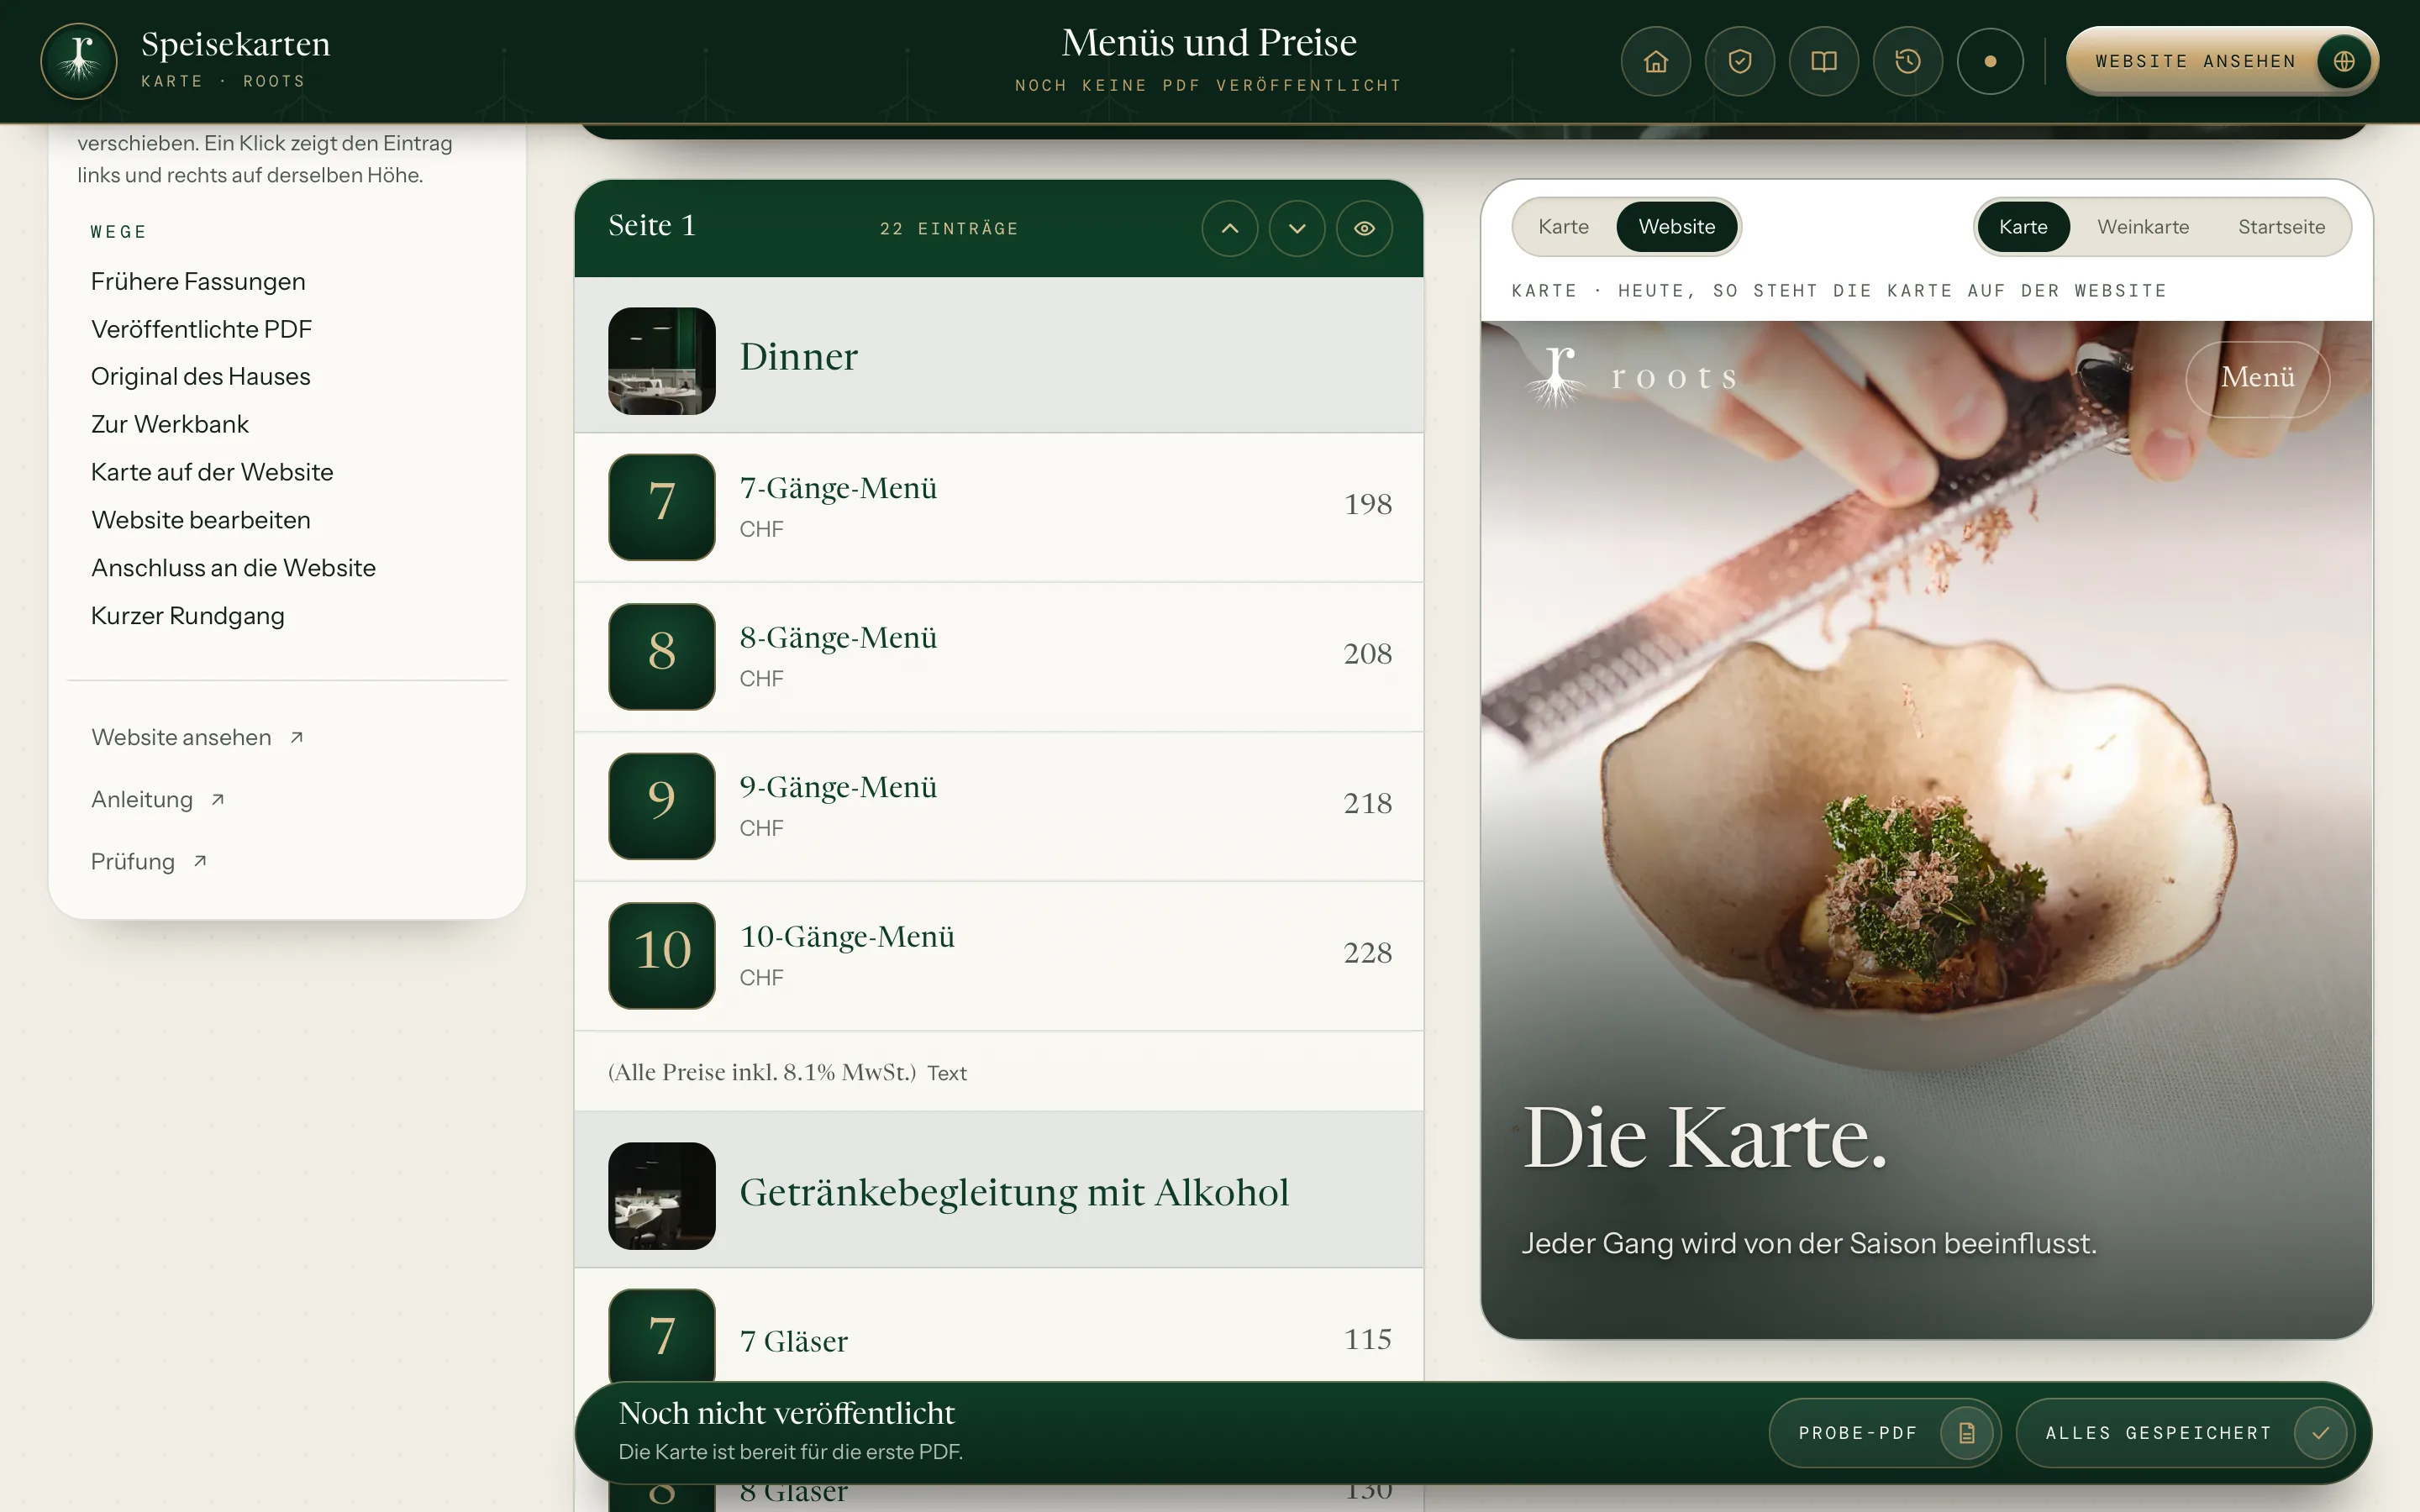 r
Speisekarten
KARTE · ROOTS
Menüs und Preise
NOCH KEINE PDF VERÖFFENTLICHT
WEBSITE ANSEHEN
verschieben. Ein Klick zeigt den Eintrag
links und rechts auf derselben Höhe.
WEGE
Frühere Fassungen
Veröffentlichte PDF
Original des Hauses
Zur Werkbank
Karte auf der Website
Website bearbeiten
Anschluss an die Website
Kurzer Rundgang
Website ansehen
Anleitung
Prüfung
Seite 1
22 EINTRÄGE
Dinner
7
7-Gänge-Menü
CHF
198
8
8-Gänge-Menü
CHF
208
9
9-Gänge-Menü
CHF
218
10
10-Gänge-Menü
CHF
228
(Alle Preise inkl. 8.1% MwSt.) Text
Getränkebegleitung mit Alkohol
7
7 Gläser
115
8
8 Gläser
130
Karte Website
Karte Weinkarte Startseite
KARTE · HEUTE, SO STEHT DIE KARTE AUF DER WEBSITE
r roots
Menü
Die Karte.
Jeder Gang wird von der Saison beeinflusst.
Noch nicht veröffentlicht
Die Karte ist bereit für die erste PDF.
PROBE-PDF
ALLES GESPEICHERT